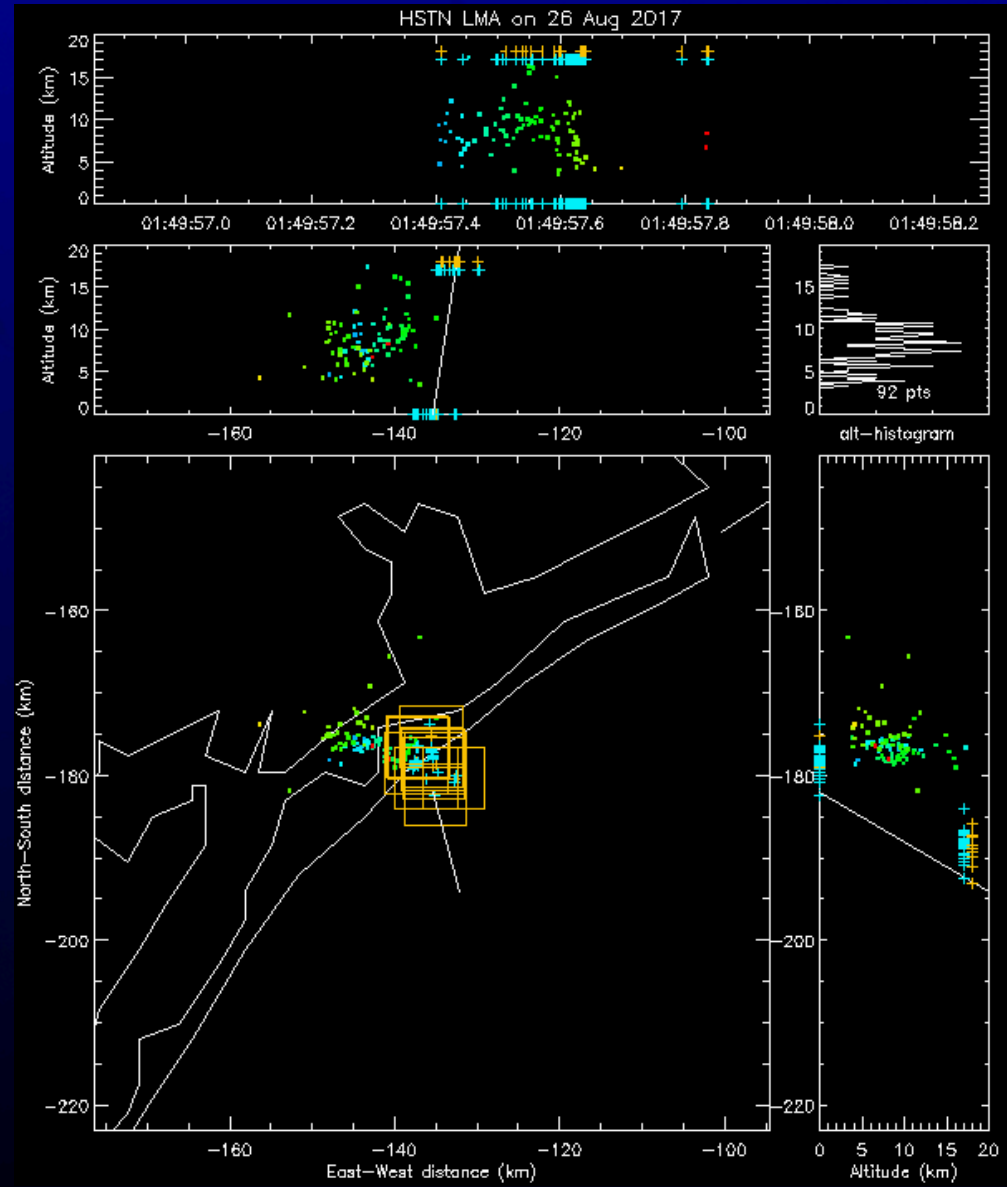 HSTN LMA on 26 Aug 2017
20
15
10
5
0
Altitude (km)
01:49:57.0 01:49:57.2 01:49:57.4 01:49:57.6 01:49:57.8 01:49:58.0 01:49:58.2
20
15
10
5
0
Altitude (km)
-160 -140 -120 -100
15
10
5
0
92 pts
alt-histogram
-160
-180
-200
-220
North-South distance (km)
-160 -140 -120 -100
East-West distance (km)
-160
-180
-200
-220
0 5 10 15 20
Altitude (km)